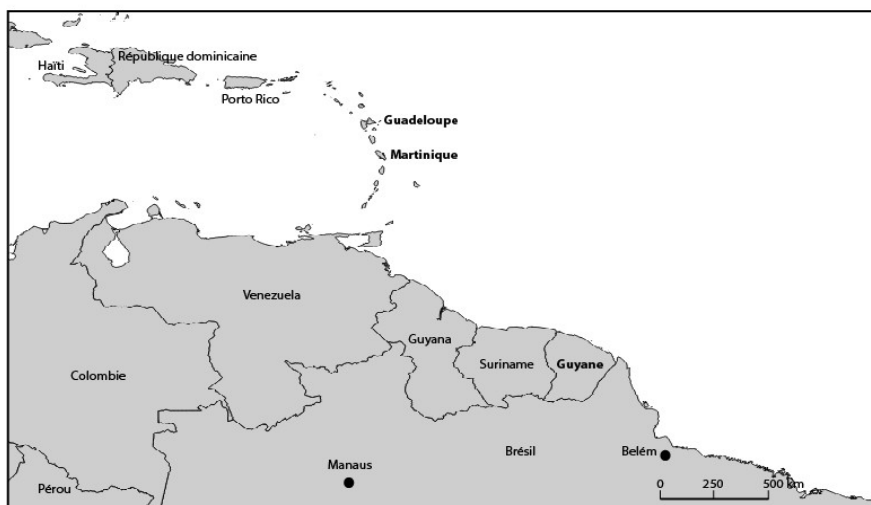 République dominicaine
Haïti
Porto Rico
Guadeloupe
Martinique
Venezuela
Guyana
Suriname
Guyane
Colombie
Brésil
Belém
Manaus
Pérou
0 250 500 km